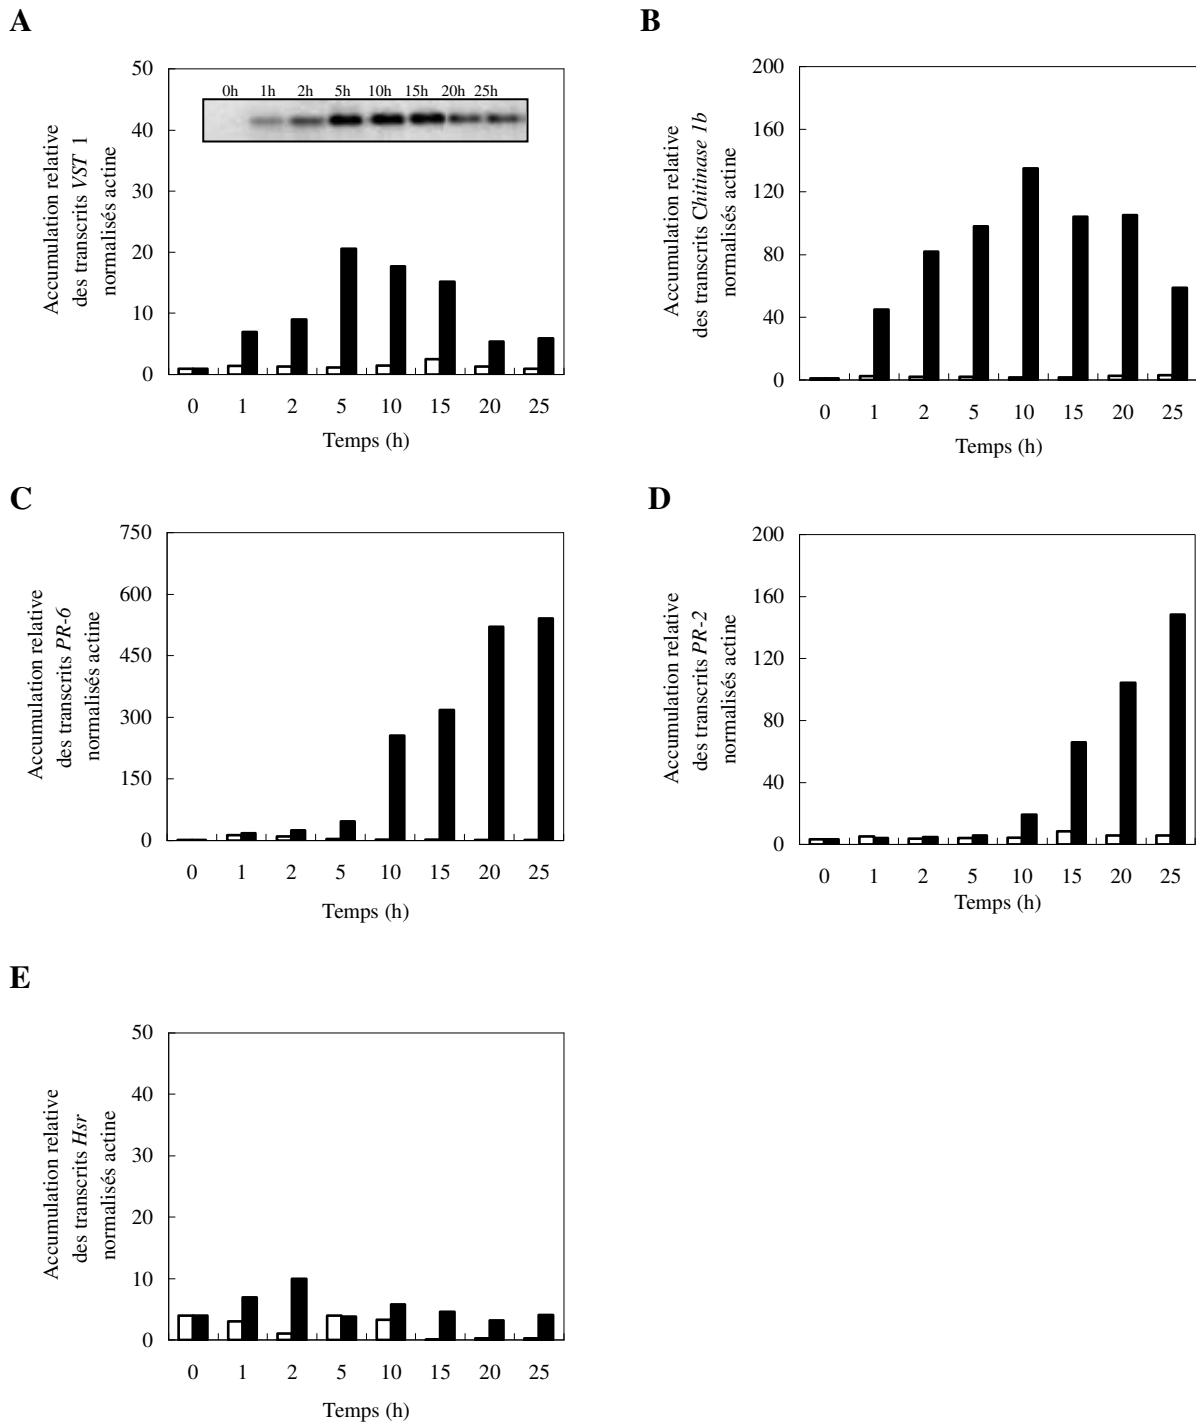 A
50
40
30
20
10
0
0h 1h 2h 5h 10h 15h 20h 25h
Accumulation relative
des transcrits VST 1
normalisés actine
0 1 2 5 10 15 20 25
Temps (h)
B
200
160
120
80
40
0
Accumulation relative
des transcrits Chitinase 1b
normalisés actine
0 1 2 5 10 15 20 25
Temps (h)
C
750
600
450
300
150
0
Accumulation relative
des transcrits PR-6
normalisés actine
0 1 2 5 10 15 20 25
Temps (h)
D
200
160
120
80
40
0
Accumulation relative
des transcrits PR-2
normalisés actine
0 1 2 5 10 15 20 25
Temps (h)
E
50
40
30
20
10
0
Accumulation relative
des transcrits Hsr
normalisés actine
0 1 2 5 10 15 20 25
Temps (h)